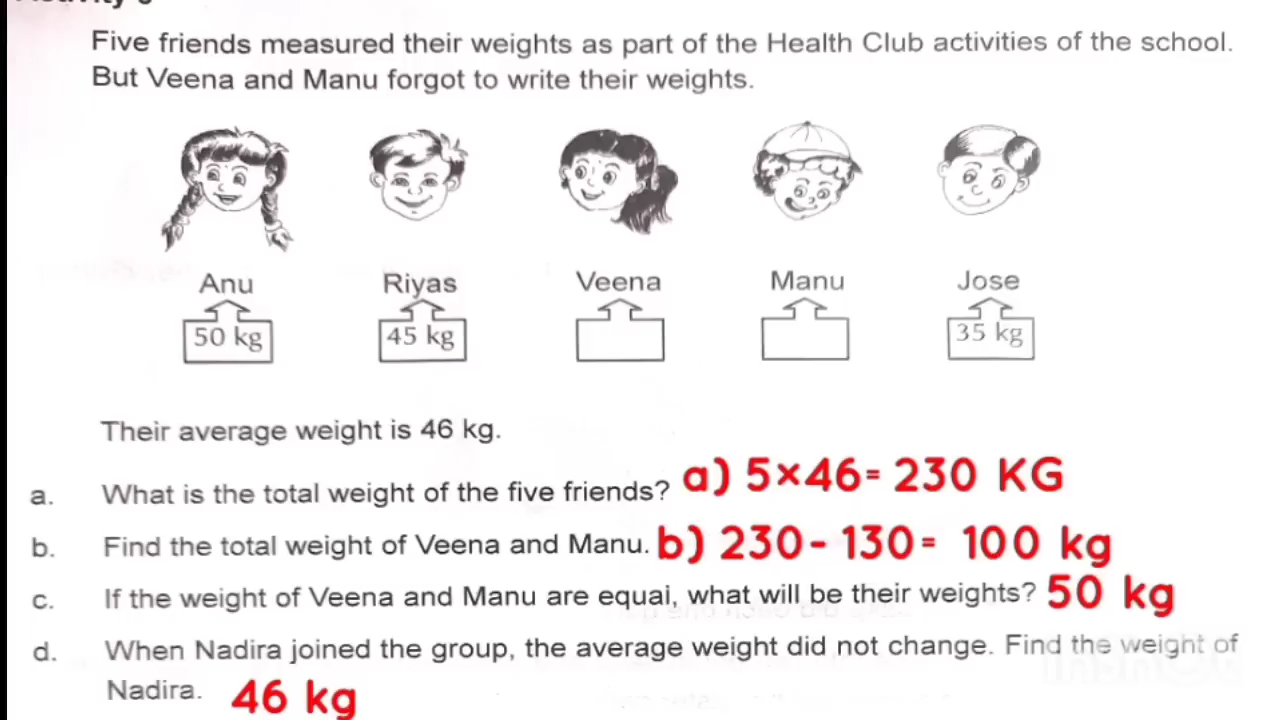 Five friends measured their weights as part of the Health Club activities of the school.
But Veena and Manu forgot to write their weights.
Anu Riyas Veena Manu Jose
50 kg 45 kg 35 kg
Their average weight is 46 kg.
a. What is the total weight of the five friends? a) 5×46= 230 KG
b. Find the total weight of Veena and Manu. b) 230- 130= 100 kg
c. If the weight of Veena and Manu are equai, what will be their weights? 50 kg
d. When Nadira joined the group, the average weight did not change. Find the weight of
Nadira. 46 kg